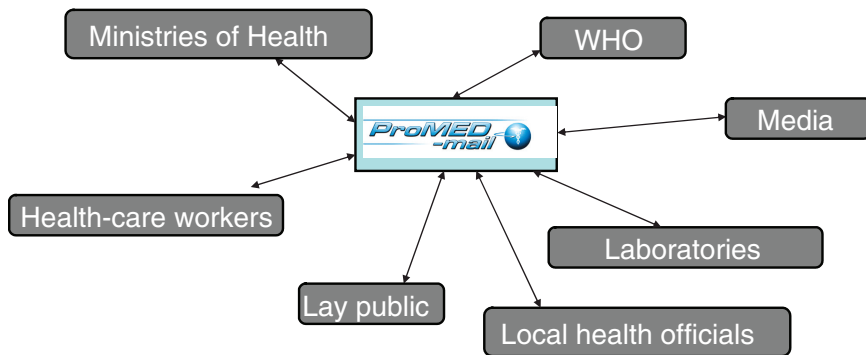 Ministries of Health
WHO
ProMED
-mail
Media
Health-care workers
Laboratories
Lay public
Local health officials